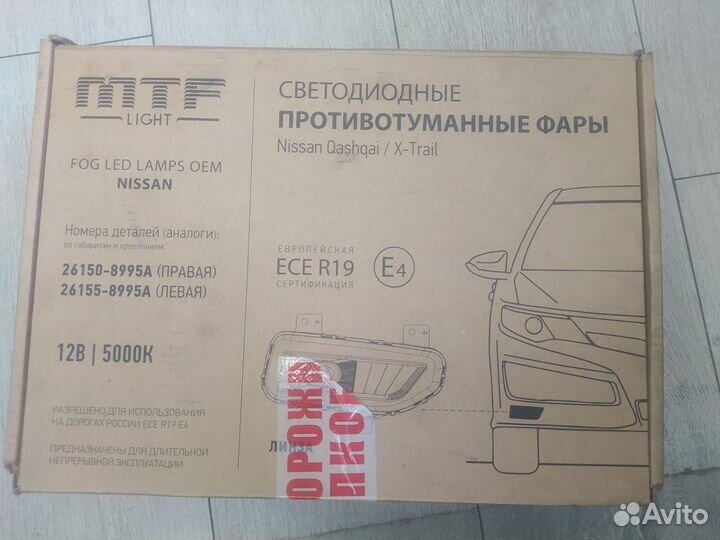 MTF
LIGHT
FOG LED LAMPS OEM
NISSAN
Номера деталей (аналоги):
по габаритам и креплениям:
26150-8995A (ПРАВАЯ)
26155-8995A (ЛЕВАЯ)
12В | 5000К
РАЗРЕШЕНО ДЛЯ ИСПОЛЬЗОВАНИЯ
НА ДОРОГАХ РОССИИ ECE R19 E4
ПРЕДНАЗНАЧЕНЫ ДЛЯ ДЛИТЕЛЬНОЙ
НЕПРЕРЫВНОЙ ЭКСПЛУАТАЦИИ
СВЕТОДИОДНЫЕ
ПРОТИВОТУМАННЫЕ ФАРЫ
Nissan Qashqai / X-Trail
ЕВРОПЕЙСКАЯ
ECE R19
СЕРТИФИКАЦИЯ
E4
ЛИНЗА
ОРОЖ
ПКО
Avito